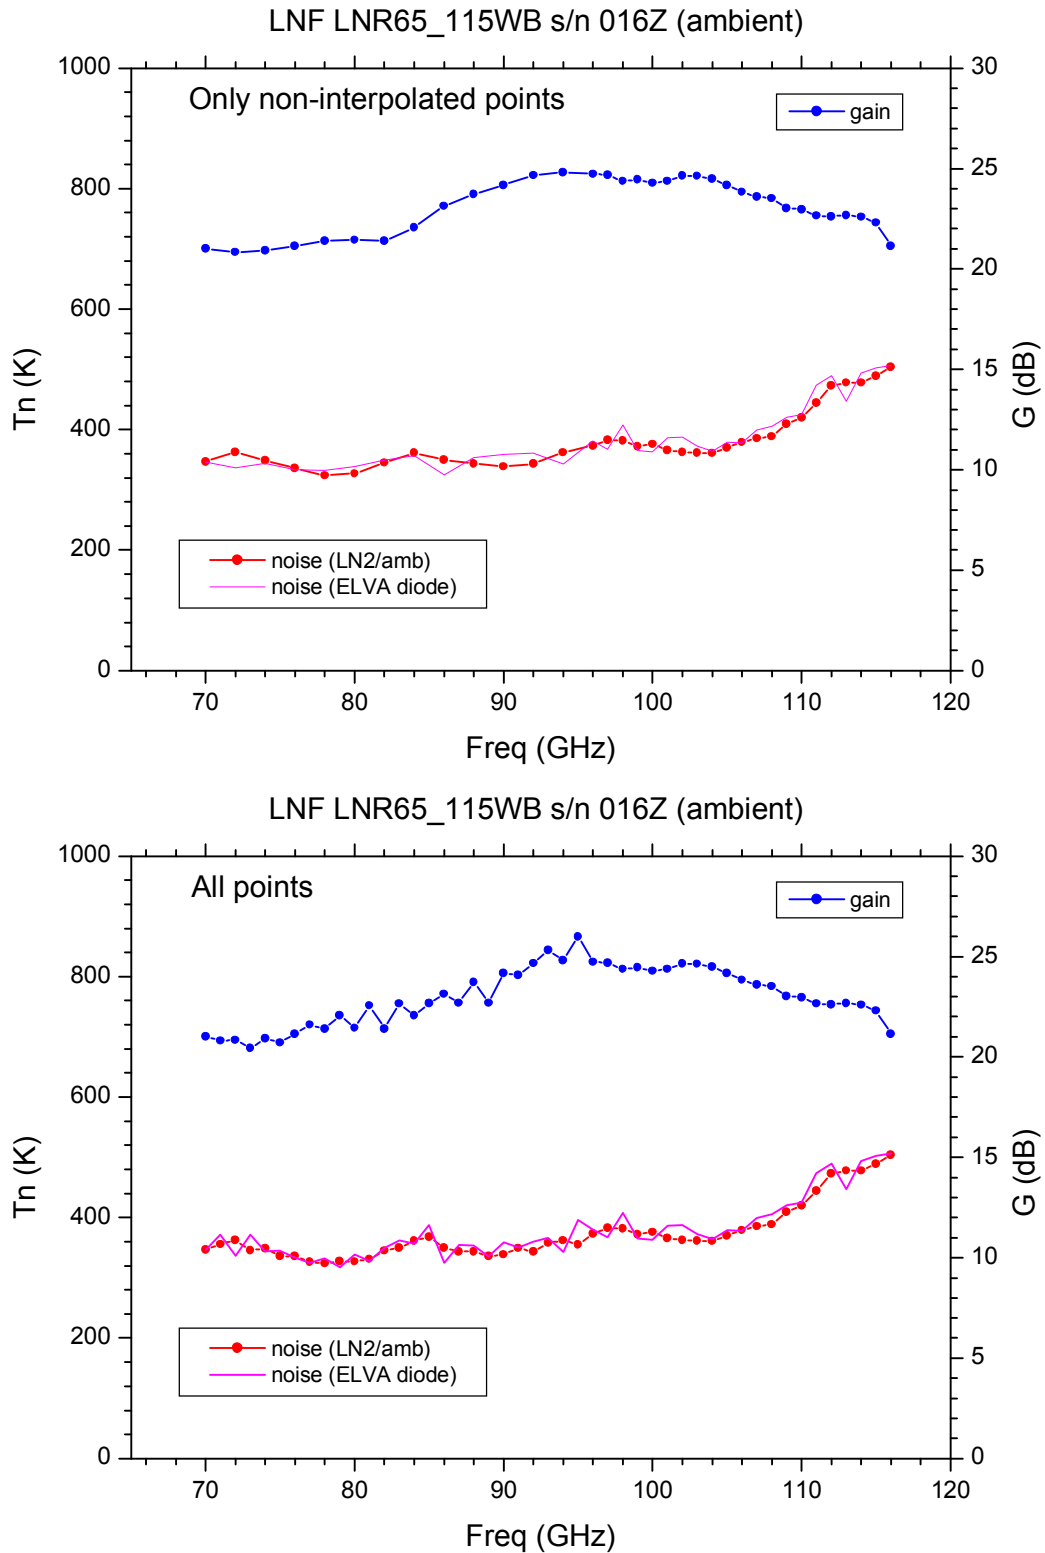 LNF LNR65_115WB s/n 016Z (ambient)
Only non-interpolated points
gain
noise (LN2/amb)
noise (ELVA diode)
1000
800
600
400
200
0
Tn (K)
30
25
20
15
10
5
0
G (dB)
70 80 90 100 110 120
Freq (GHz)
LNF LNR65_115WB s/n 016Z (ambient)
All points
gain
noise (LN2/amb)
noise (ELVA diode)
1000
800
600
400
200
0
Tn (K)
30
25
20
15
10
5
0
G (dB)
70 80 90 100 110 120
Freq (GHz)